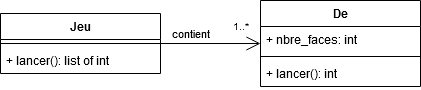 Jeu
+ lancer(): list of int
contient
1..*
De
+ nbre_faces: int
+ lancer(): int